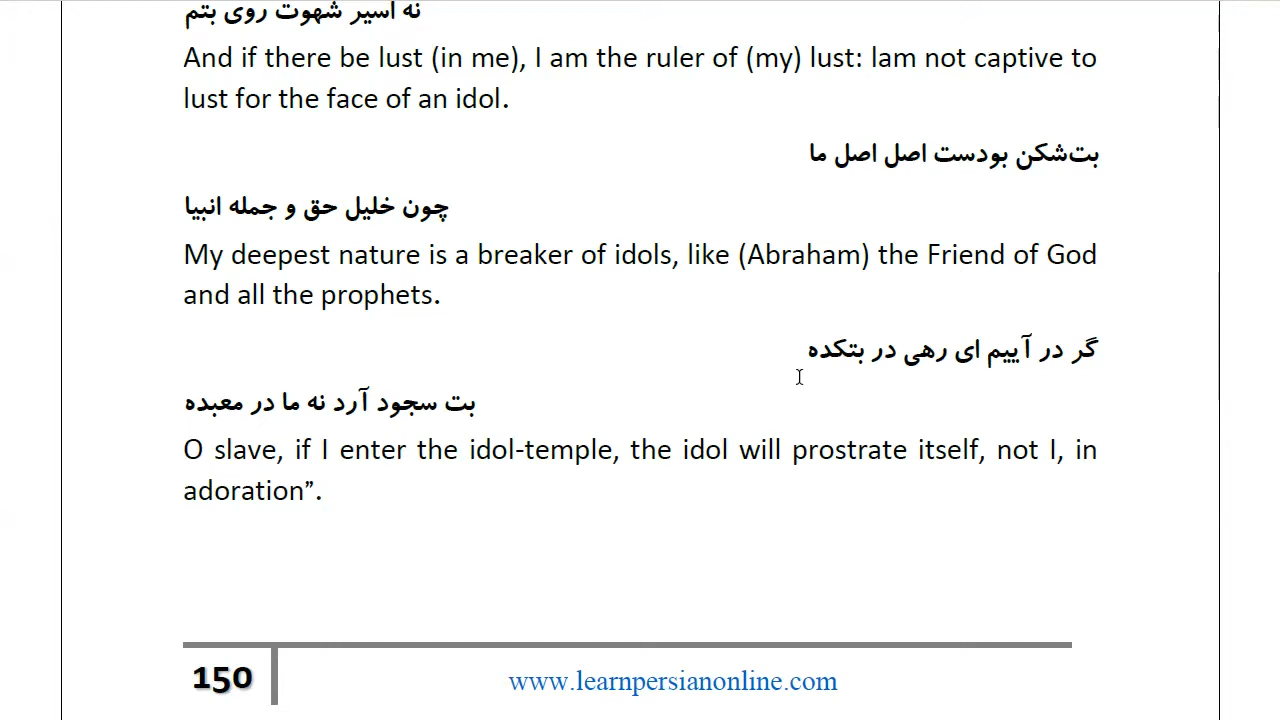 نه اسیر شهوت روی بتم
And if there be lust (in me), I am the ruler of (my) lust: Iam not captive to
lust for the face of an idol.
بت‌شکن بودست اصل اصل ما
چون خلیل حق و جمله انبیا
My deepest nature is a breaker of idols, like (Abraham) the Friend of God
and all the prophets.
گر در آییم ای رهی در بتکده
بت سجود آرد نه ما در معبده
O slave, if I enter the idol-temple, the idol will prostrate itself, not I, in
adoration”.
150
www.learnpersianonline.com